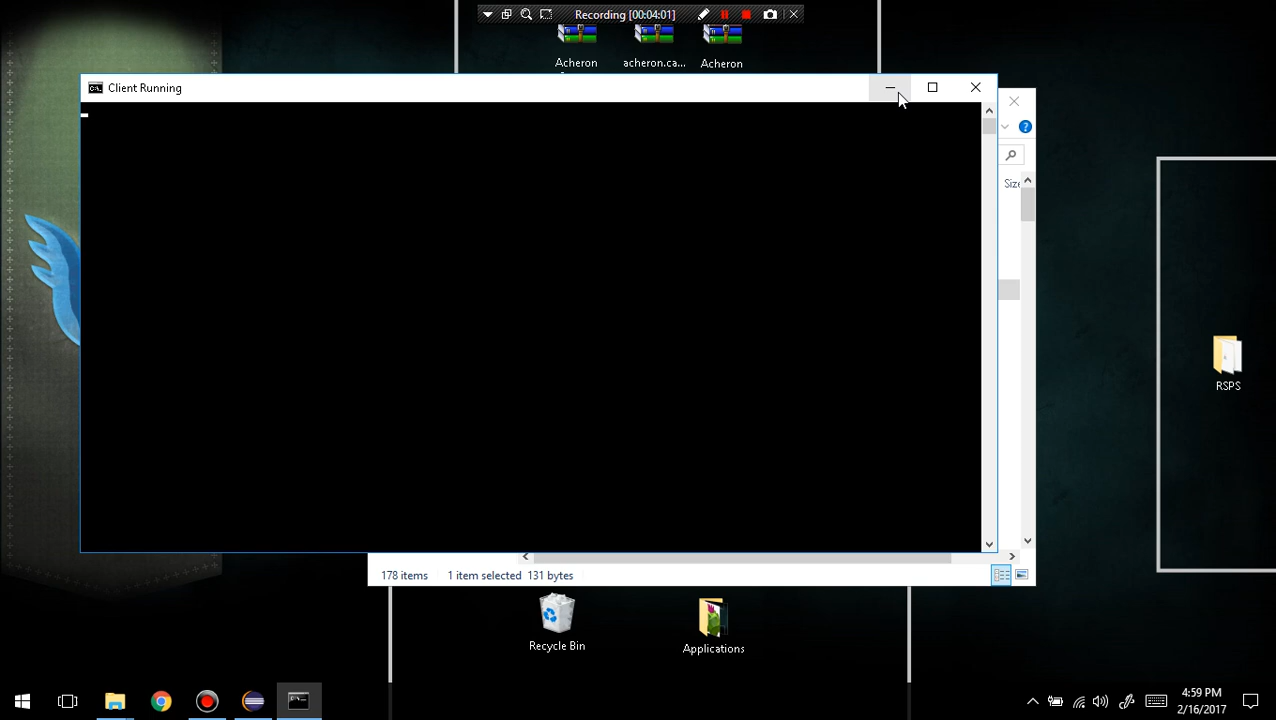 Recording [00:04:01]
Acheron
acheron.ca...
Acheron
Client Running
Size
RSPS
178 items
1 item selected 131 bytes
Recycle Bin
Applications
4:59 PM
2/16/2017